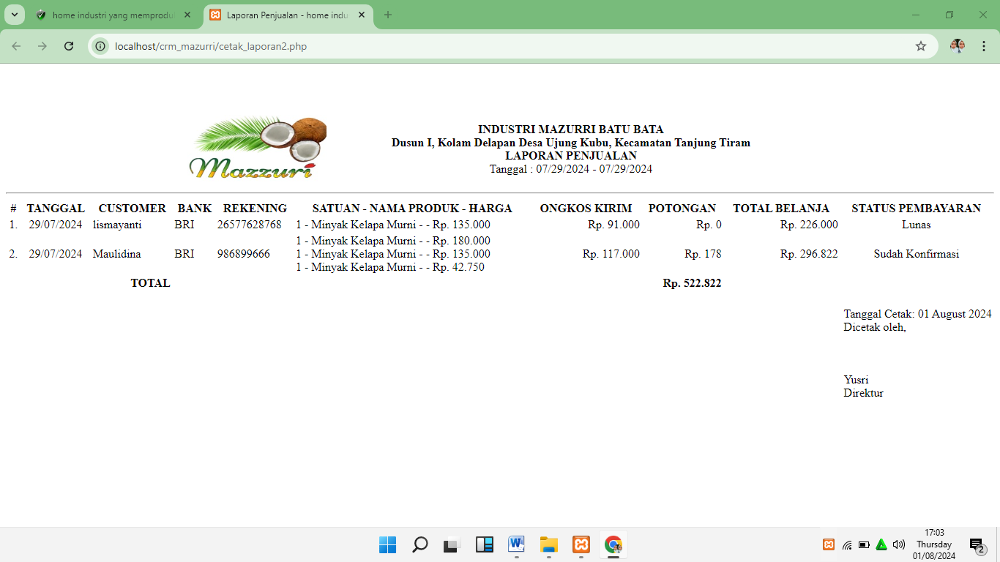 home industri yang memprodu
Laporan Penjualan - home indu
localhost/crm_mazurri/cetak_laporan2.php
Mazzuri
INDUSTRI MAZURRI BATU BATA
Dusun I, Kolam Delapan Desa Ujung Kubu, Kecamatan Tanjung Tiram
LAPORAN PENJUALAN
Tanggal : 07/29/2024 - 07/29/2024
# TANGGAL CUSTOMER BANK REKENING SATUAN - NAMA PRODUK - HARGA ONGKOS KIRIM POTONGAN TOTAL BELANJA STATUS PEMBAYARAN
1. 29/07/2024 lismayanti BRI 26577628768 1 - Minyak Kelapa Murni - - Rp. 135.000 Rp. 91.000 Rp. 0 Rp. 226.000 Lunas
1 - Minyak Kelapa Murni - - Rp. 180.000
2. 29/07/2024 Maulidina BRI 986899666 1 - Minyak Kelapa Murni - - Rp. 135.000 Rp. 117.000 Rp. 178 Rp. 296.822 Sudah Konfirmasi
1 - Minyak Kelapa Murni - - Rp. 42.750
TOTAL Rp. 522.822
Tanggal Cetak: 01 August 2024
Dicetak oleh,
Yusri
Direktur
17:03
Thursday
01/08/2024
2